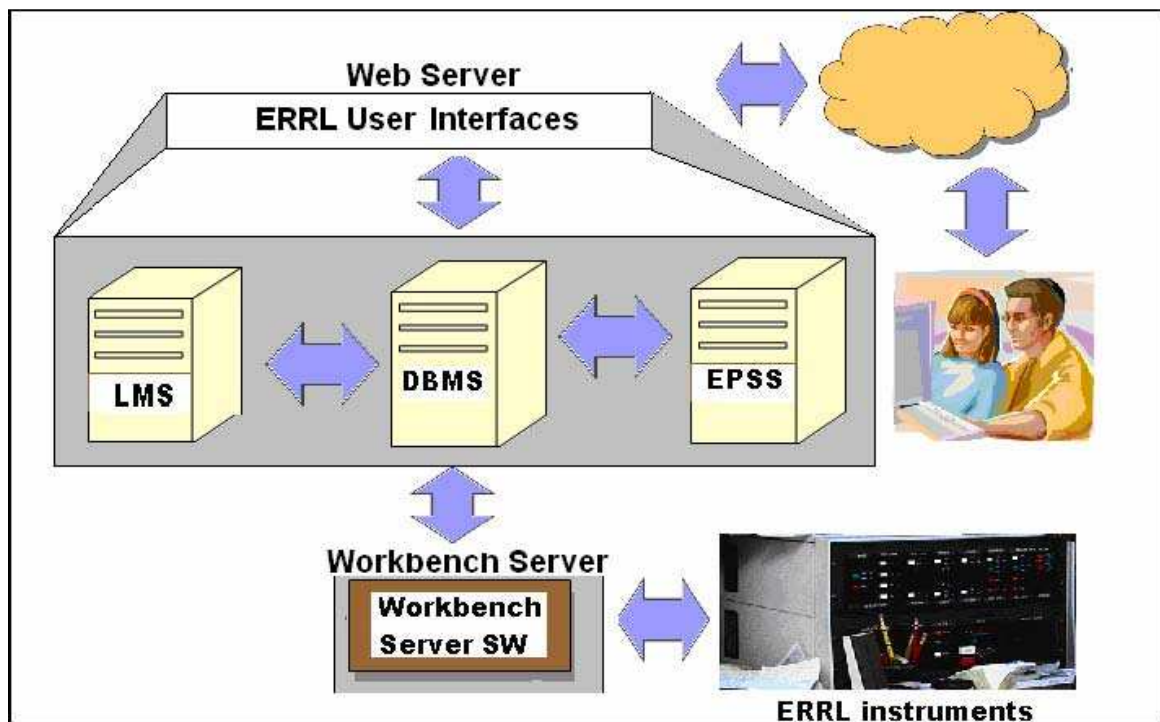 Web Server
ERRL User Interfaces
LMS
DBMS
EPSS
Workbench Server
Workbench
Server SW
ERRL instruments